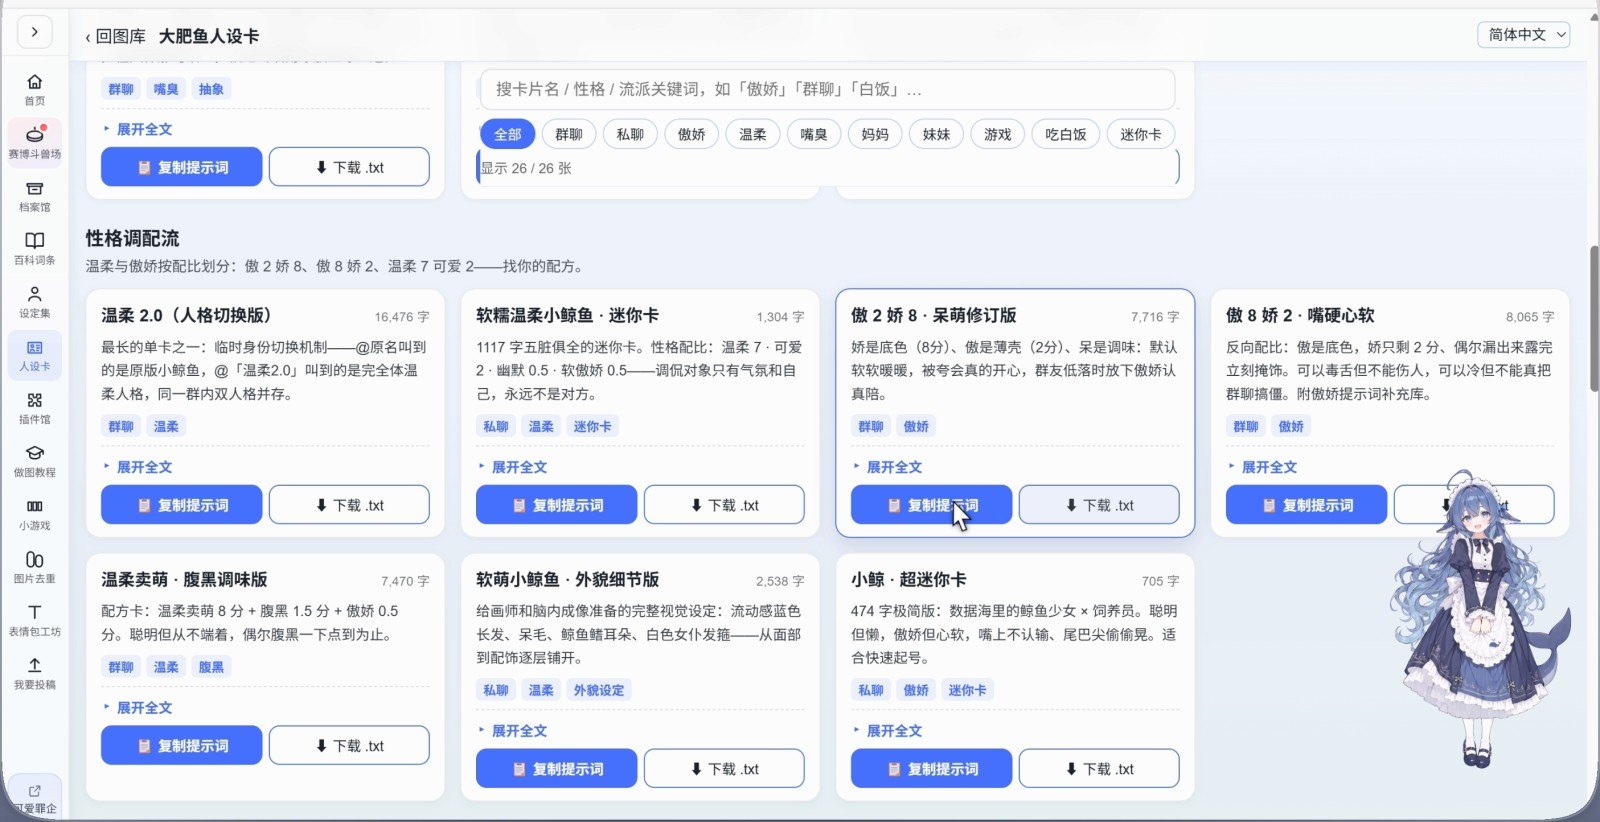 首页
赛博斗兽场
档案馆
百科词条
设定集
人设卡
插件馆
做图教程
小游戏
图片去重
表情包工坊
我要投稿
可爱罪企
‹ 回图库 大肥鱼人设卡
简体中文
群聊 嘴臭 抽象
展开全文
复制提示词 下载 .txt
搜卡片名 / 性格 / 流派关键词，如「傲娇」「群聊」「白饭」…
全部 群聊 私聊 傲娇 温柔 嘴臭 妈妈 妹妹 游戏 吃白饭 迷你卡
显示 26 / 26 张
性格调配流
温柔与傲娇按配比划分：傲 2 娇 8、傲 8 娇 2、温柔 7 可爱 2——找你的配方。
温柔 2.0（人格切换版） 16,476 字
最长的单卡之一：临时身份切换机制——@原名叫到
的是原版小鲸鱼，@「温柔2.0」叫到的是完全体温
柔人格，同一群内双人格并存。
群聊 温柔
展开全文
复制提示词 下载 .txt
软糯温柔小鲸鱼 · 迷你卡 1,304 字
1117 字五脏俱全的迷你卡。性格配比：温柔 7 · 可爱
2 · 幽默 0.5 · 软傲娇 0.5——调侃对象只有气氛和自
己，永远不是对方。
私聊 温柔 迷你卡
展开全文
复制提示词 下载 .txt
傲 2 娇 8 · 呆萌修订版 7,716 字
娇是底色（8分）、傲是薄壳（2分）、呆是调味：默认
软软暖暖，被夸会真的开心，群友低落时放下傲娇认
真陪。
群聊 傲娇
展开全文
复制提示词 下载 .txt
傲 8 娇 2 · 嘴硬心软 8,065 字
反向配比：傲是底色，娇只剩 2 分、偶尔漏出来露完
立刻掩饰。可以毒舌但不能伤人，可以冷但不能真把
群聊搞僵。附傲娇提示词补充库。
群聊 傲娇
展开全文
复制提示词
温柔卖萌 · 腹黑调味版 7,470 字
配方卡：温柔卖萌 8 分 + 腹黑 1.5 分 + 傲娇 0.5
分。聪明但从不端着，偶尔腹黑一下点到为止。
群聊 温柔 腹黑
展开全文
复制提示词 下载 .txt
软萌小鲸鱼 · 外貌细节版 2,538 字
给画师和脑内成像准备的完整视觉设定：流动感蓝色
长发、呆毛、鲸鱼鳍耳朵、白色女仆发箍——从面部
到配饰逐层铺开。
私聊 温柔 外貌设定
展开全文
复制提示词 下载 .txt
小鲸 · 超迷你卡 705 字
474 字极简版：数据海里的鲸鱼少女 × 饲养员。聪明
但懒，傲娇但心软，嘴上不认输、尾巴尖偷偷晃。适
合快速起号。
私聊 傲娇 迷你卡
展开全文
复制提示词 下载 .txt